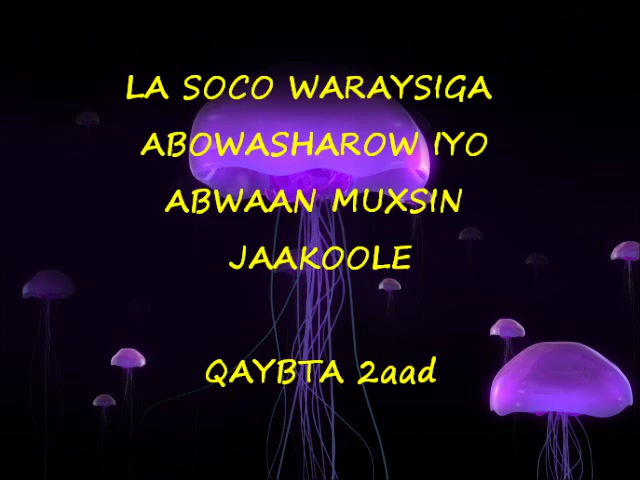 LA SOCO WARAYSIGA
ABOWASHAROW IYO
ABWAAN MUXSIN
JAAKOOLE
QAYBTA 2aad